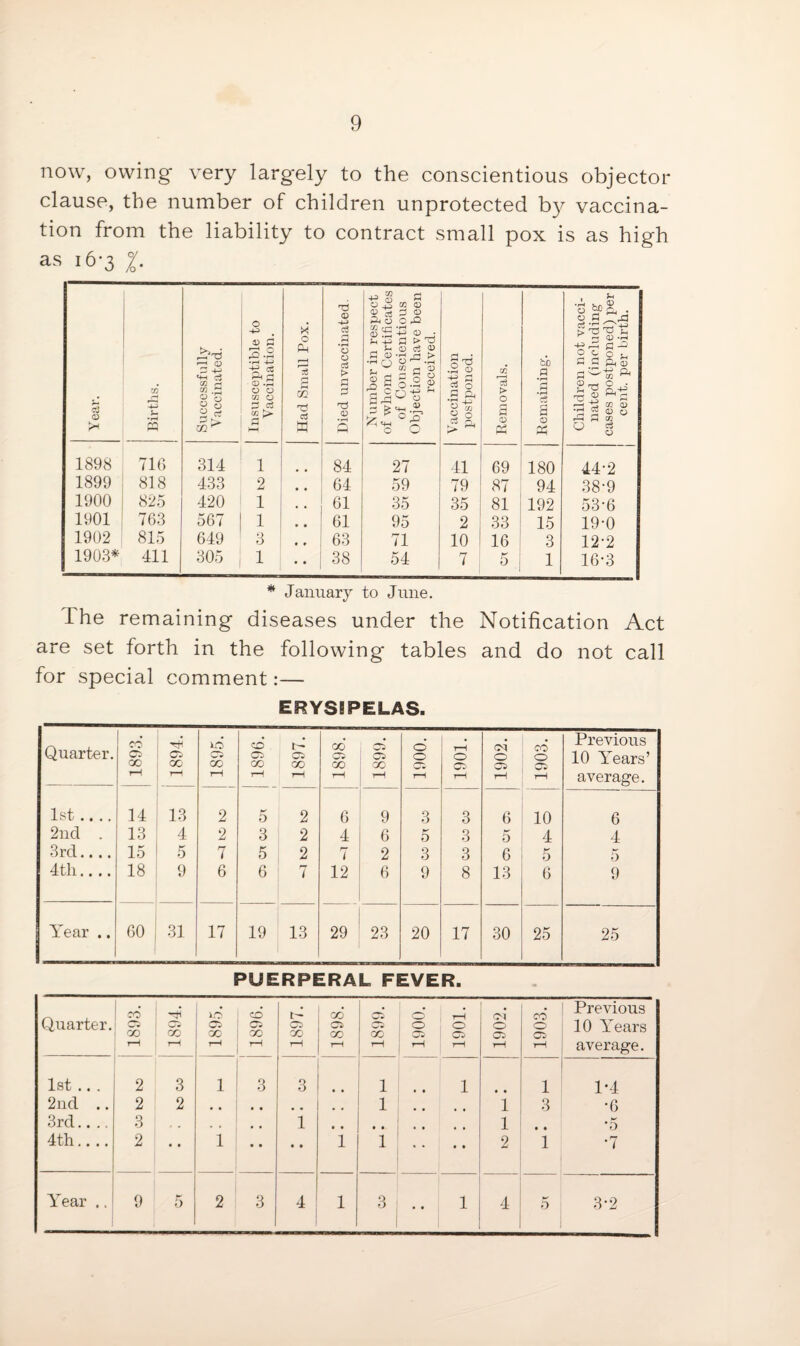 9
now, owing very largely to the conscientious objector
clause, the number of children unprotected by vaccina-
tion from the liability to contract small pox is as high
as 16·3 %.
Year. | Births. | Successfully Vaccinated. | Insusceptible to Vaccination. | Had Small Pox. | Died unvaccinated. | Number in respect of whom Certificates of Conscientious Objection have been received. | Vaccination postponed. | Removals. | Remaining. | Children not vacci- nated (including cases postponed) per cent. per birth.
1898 716 314 1 .. 84 27 41 69 180 44·2
1899 818 433 2 .. 64 59 79 87 94 38·9
1900 825 420 1 .. 61 35 35 81 192 53·6
1901 763 567 1 .. 61 95 2 33 15 19·0
1902 815 649 3 .. 63 71 10 16 3 12·2
1903* 411 305 1 .. 38 54 7 5 1 16·3
* January to June.
The remaining diseases under the Notification Act
are set forth in the following tables and do not call
for special comment:—
ERYSIPELAS.
Quarter. 1893. 1894. 1895. 1896. 1897. 1898. 1899. 1900. 1901. 1902. 1903. Previous 10 Years' average.
1st .... 14 13 2 5 2 6 9 3 3 6 10 6
2nd . 13 4 2 3 2 4 6 5 3 5 4 4
3rd.... 15 5 7 5 2 7 2 3 3 6 5 5
4th.... 18 9 6 6 7 12 6 9 8 13 6 9
Year .. 60 31 17 19 13 29 23 20 17 30 25 25
PUERPERAL FEVER.
Quarter. 1893. 1894. 1895. 1896. 1897. 1898. 1899. 1900. 1901. 1902. 1903. Previous 10 Years average.
1st ... 2 3 1 3 3 .. 1 .. 1 .. 1 1·4
2nd .. 2 2 .. .. .. .. 1 .. .. 1 3 ·6
3rd.... 3 .. .. .. 1 .. .. .. .. 1 .. ·5
4th.... 2 .. 1 .. .. 1 1 .. .. 2 1 ·7
Year .. 9 5 2 3 4 1 3 .. 1 4 5 3·2